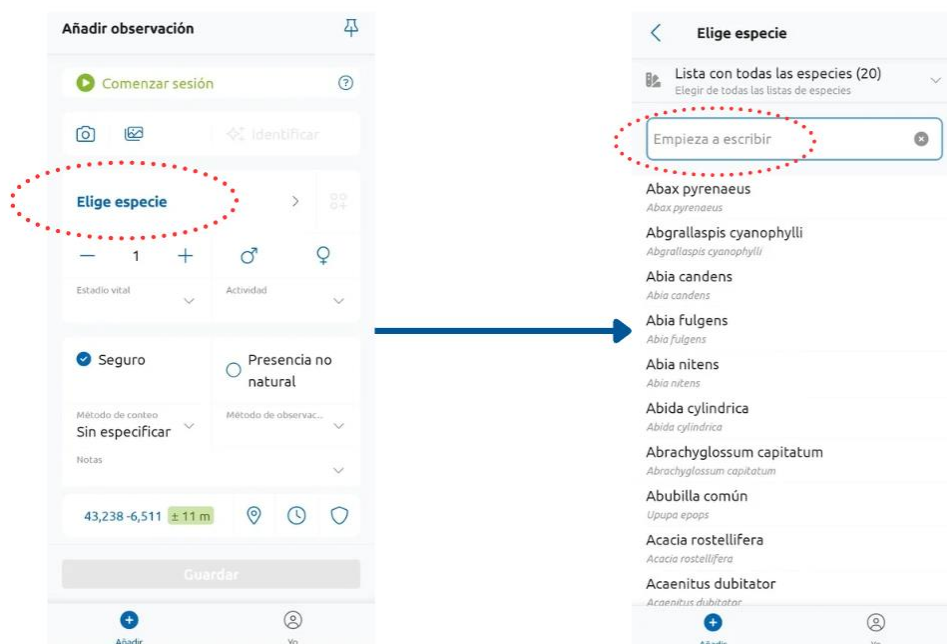 Añadir observación
Comenzar sesión
Identificar
Elige especie
1
Estadio vital
Actividad
Seguro
Presencia no
natural
Método de conteo
Método de observac...
Sin especificar
Notas
43,238 -6,511 ± 11 m
Guardar
Añadir
Yo
Elige especie
Lista con todas las especies (20)
Elegir de todas las listas de especies
Empieza a escribir
Abax pyrenaeus
Abax pyrenaeus
Abgrallaspis cyanophylli
Abgrallaspis cyanophylli
Abia candens
Abia candens
Abia fulgens
Abia fulgens
Abia nitens
Abia nitens
Abida cylindrica
Abida cylindrica
Abrachyglossum capitatum
Abrachyglossum capitatum
Abubilla común
Upupa epops
Acacia rostellifera
Acacia rostellifera
Acaenitus dubitator
Acaenitus dubitator
Añadir
Yo